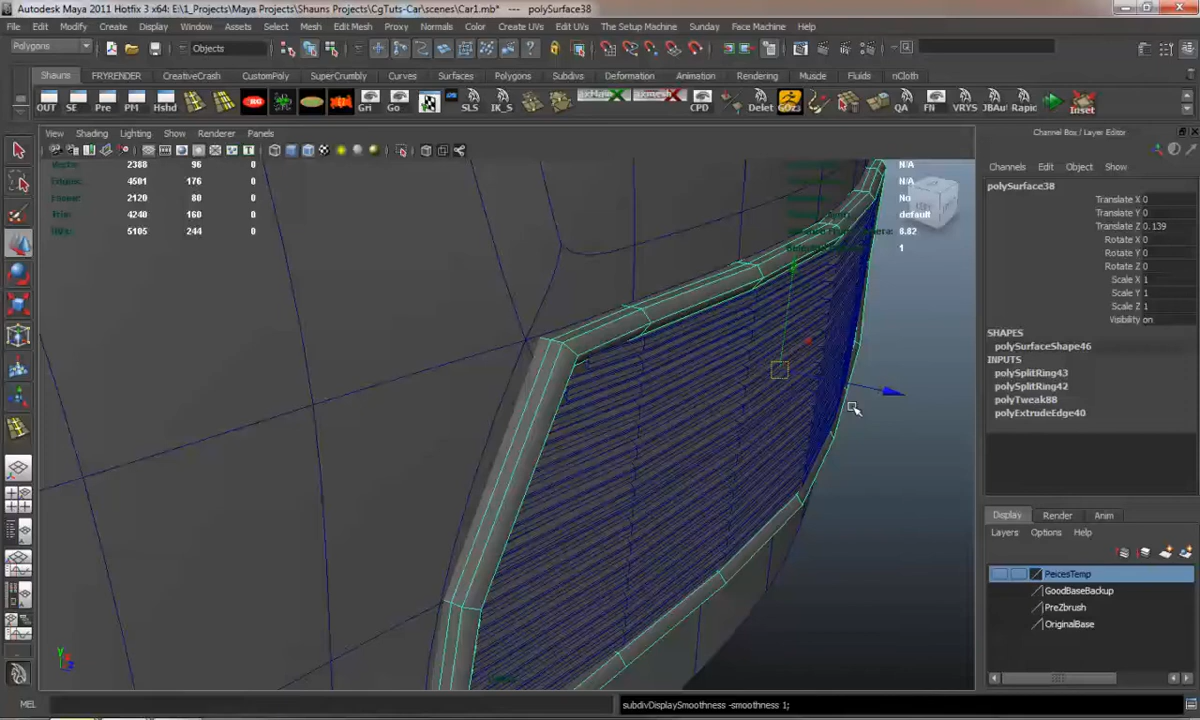 Autodesk Maya 2011 Hotfix 3 x64: E:\1_Projects\Maya Projects\Shauns Projects\CgTuts-Car\scenes\Car1.mb* --- polySurface38
File Edit Modify Create Display Window Assets Select Mesh Edit Mesh Proxy Normals Color Create UVs Edit UVs The Setup Machine Sunday Face Machine Help
Polygons Objects
Shauns FRYRENDER CreativeCrash CustomPoly SuperCrumbly Curves Surfaces Polygons Subdivs Deformation Animation Rendering Muscle Fluids nCloth
OUT SE Pre PM Hshd Gri Go SLS IK_S CPD Delet GOz QA FN VRYS JBAu Rapic Inset
View Shading Lighting Show Renderer Panels
Channel Box / Layer Editor
Channels Edit Object Show
2388 96 0
4501 176 0
2120 80 0
4240 160 0
UVs: 5105 244 0
N/A
N/A
No
default
8.82
1
polySurface38
Translate X 0
Translate Y 0
Translate Z 0.139
Rotate X 0
Rotate Y 0
Rotate Z 0
Scale X 1
Scale Y 1
Scale Z 1
Visibility on
SHAPES
polySurfaceShape46
INPUTS
polySplitRing43
polySplitRing42
polyTweak88
polyExtrudeEdge40
Display Render Anim
Layers Options Help
PeicesTemp
GoodBaseBackup
PreZbrush
OriginalBase
MEL subdivDisplaySmoothness -smoothness 1;